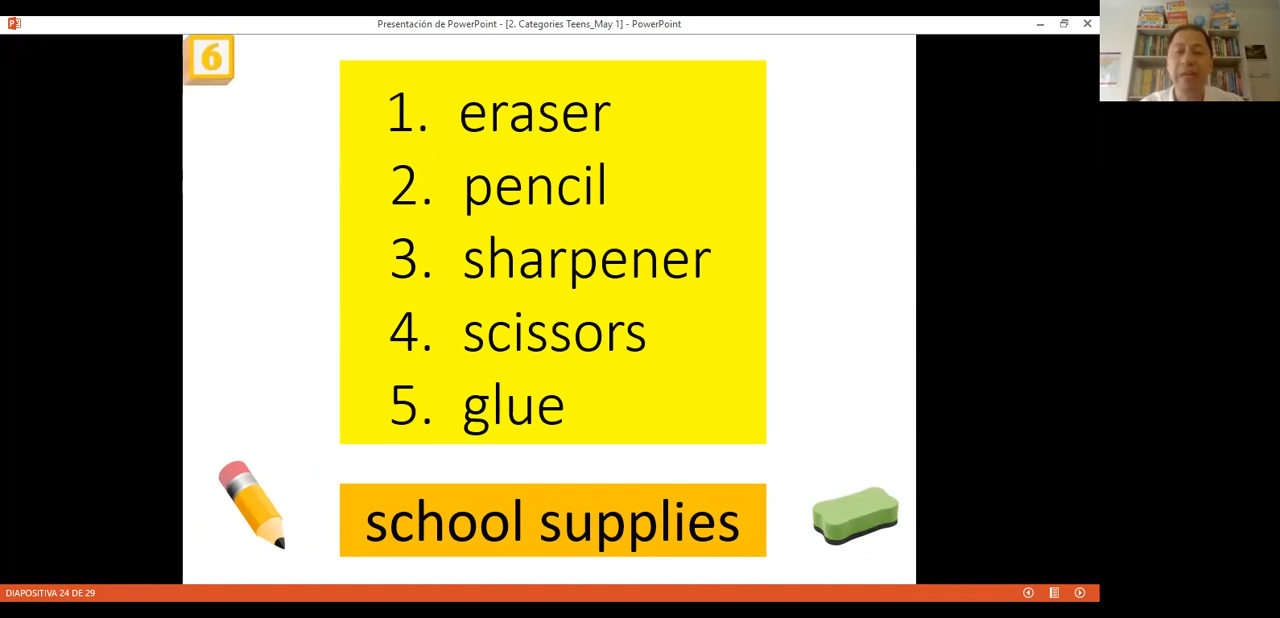 Presentación de PowerPoint - [2. Categories Teens_May 1] - PowerPoint
6
1. eraser
2. pencil
3. sharpener
4. scissors
5. glue
school supplies
DIAPOSITIVA 24 DE 29